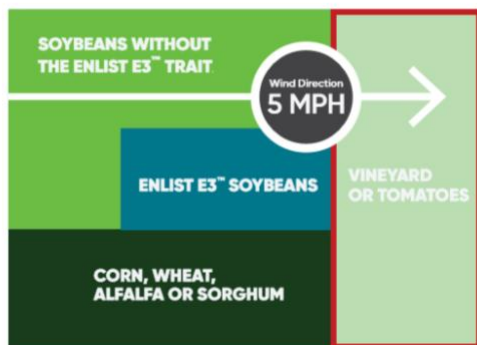 SOYBEANS WITHOUT
THE ENLIST E3™ TRAIT
Wind Direction
5 MPH
ENLIST E3™ SOYBEANS
VINEYARD
OR TOMATOES
CORN, WHEAT,
ALFALFA OR SORGHUM